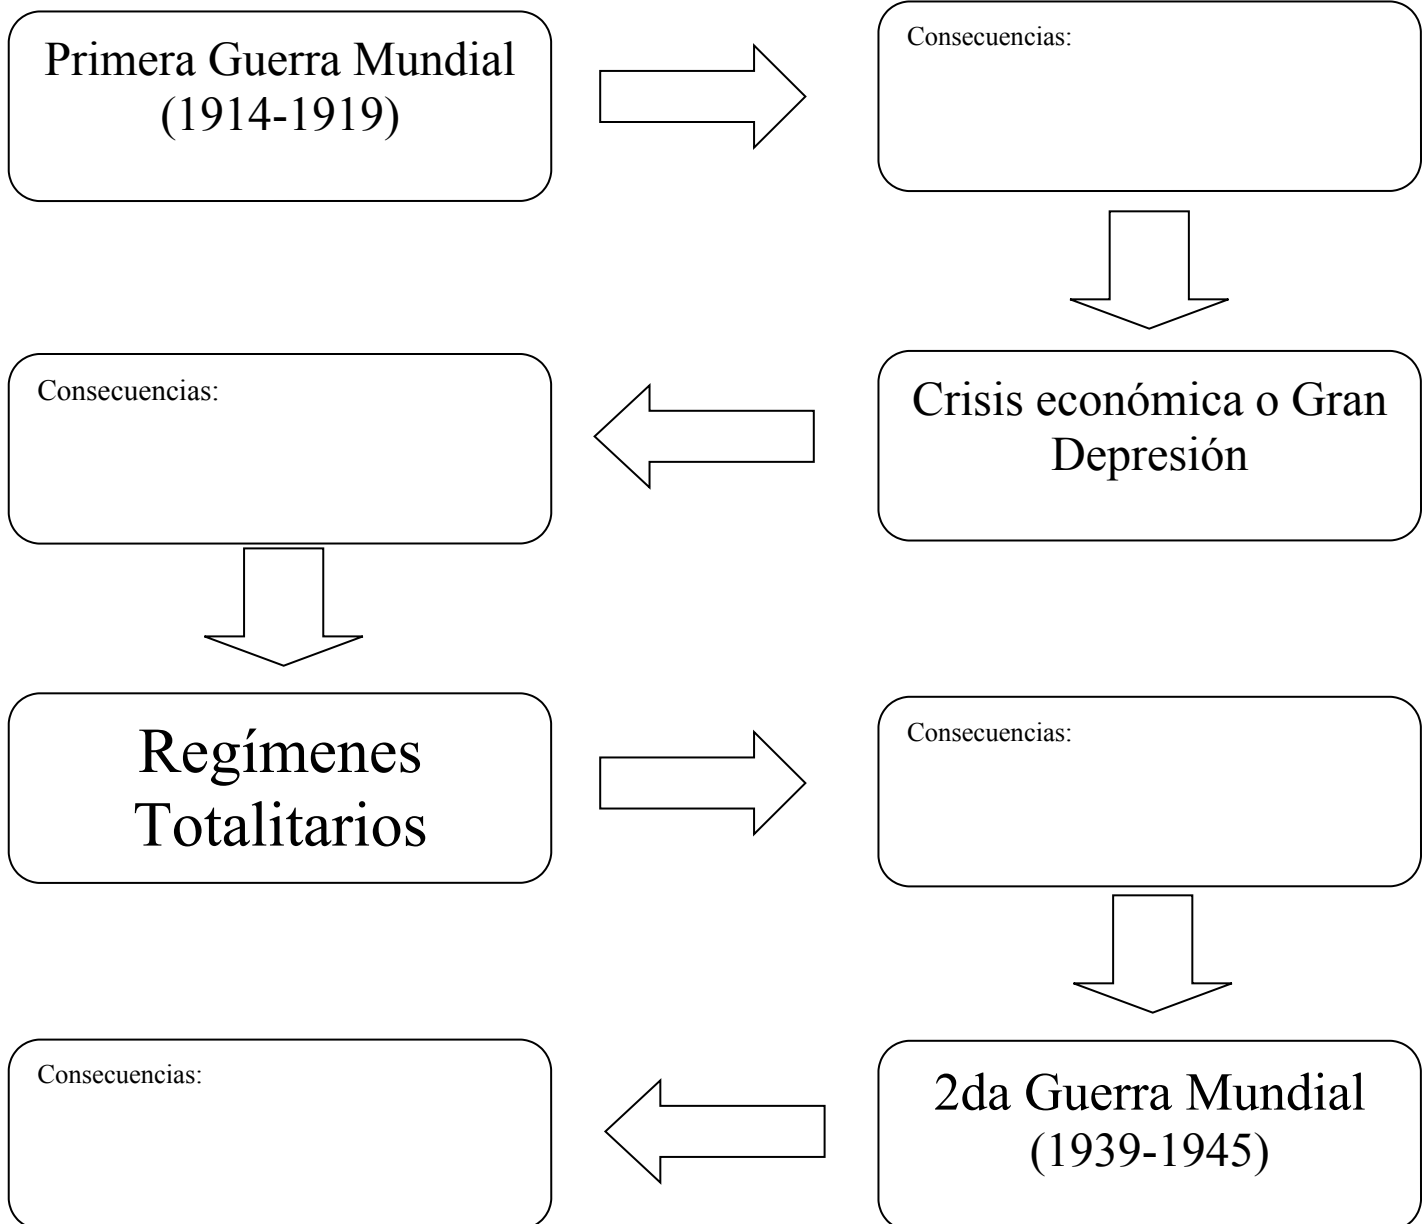 Primera Guerra Mundial
(1914-1919)
Consecuencias:
Crisis económica o Gran
Depresión
Consecuencias:
Regímenes
Totalitarios
Consecuencias:
2da Guerra Mundial
(1939-1945)
Consecuencias: